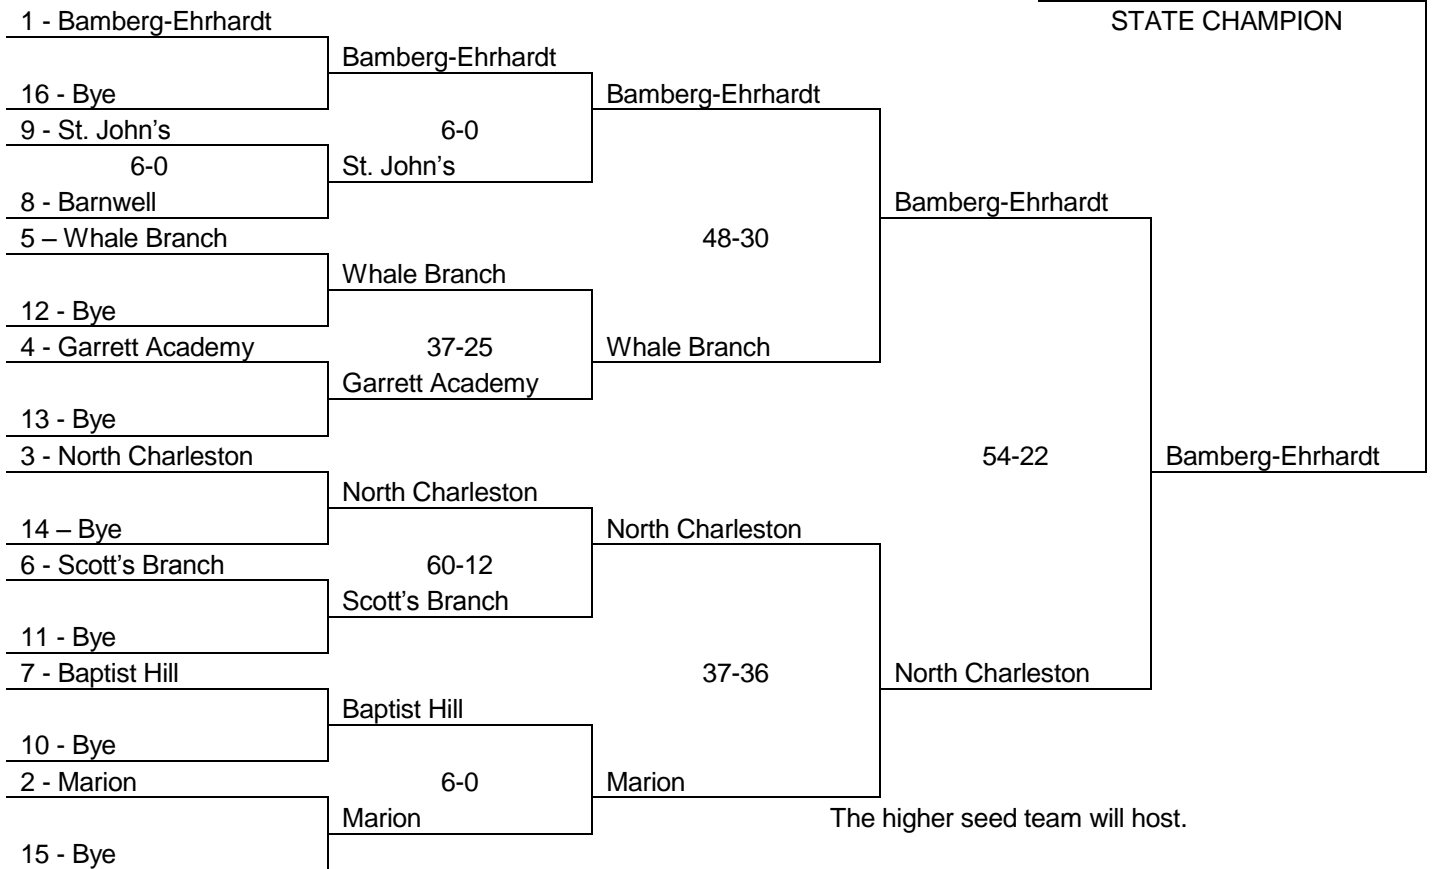 1 - Bamberg-Ehrhardt
STATE CHAMPION
Bamberg-Ehrhardt
16 - Bye
Bamberg-Ehrhardt
9 - St. John’s
6-0
6-0
St. John’s
8 - Barnwell
Bamberg-Ehrhardt
5 – Whale Branch
48-30
Whale Branch
12 - Bye
4 - Garrett Academy
37-25
Whale Branch
Garrett Academy
13 - Bye
3 - North Charleston
54-22
Bamberg-Ehrhardt
North Charleston
14 – Bye
North Charleston
6 - Scott’s Branch
60-12
Scott’s Branch
11 - Bye
7 - Baptist Hill
37-36
North Charleston
Baptist Hill
10 - Bye
2 - Marion
6-0
Marion
Marion
The higher seed team will host.
15 - Bye